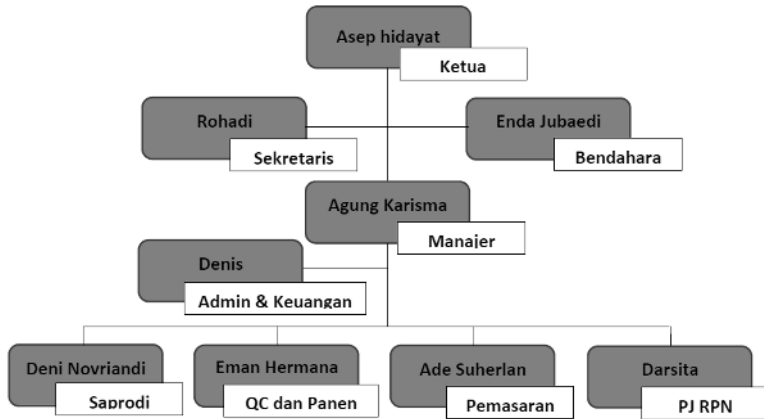 Asep hidayat
Ketua
Rohadi
Sekretaris
Enda Jubaedi
Bendahara
Agung Karisma
Manajer
Denis
Admin & Keuangan
Deni Novriandi
Saprodi
Eman Hermana
QC dan Panen
Ade Suherlan
Pemasaran
Darsita
PJ RPN